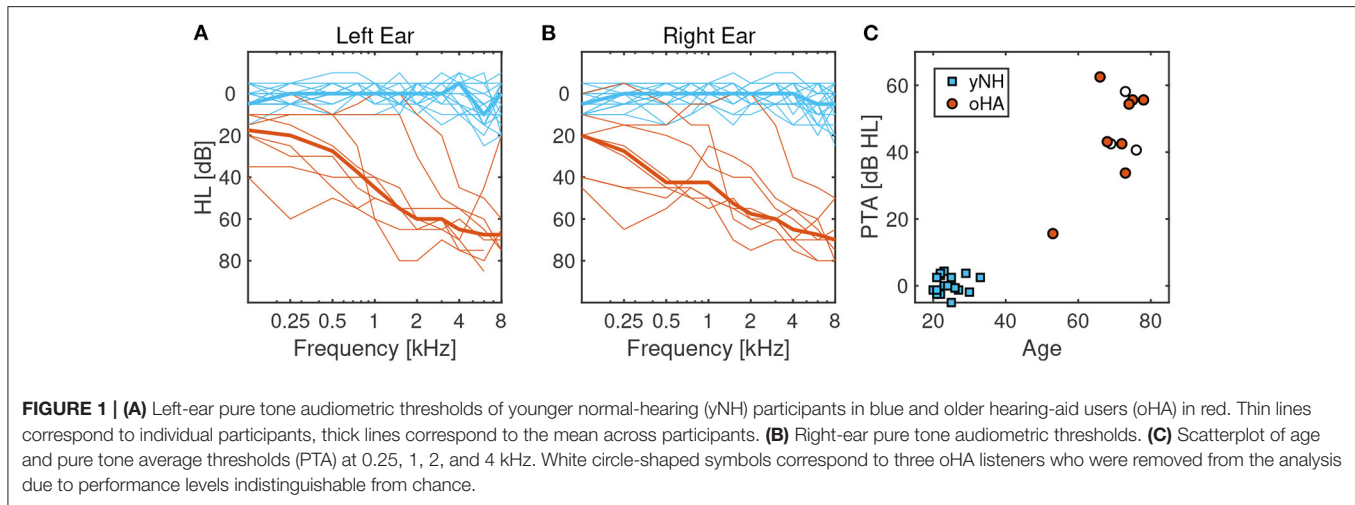 A
Left Ear
B
Right Ear
C
HL [dB]
0
20
40
60
80
0.25 0.5 1 2 4 8
Frequency [kHz]
0.25 0.5 1 2 4 8
Frequency [kHz]
PTA [dB HL]
60
40
20
0
yNH
oHA
20 40 60 80
Age
FIGURE 1 | (A) Left-ear pure tone audiometric thresholds of younger normal-hearing (yNH) participants in blue and older hearing-aid users (oHA) in red. Thin lines
correspond to individual participants, thick lines correspond to the mean across participants. (B) Right-ear pure tone audiometric thresholds. (C) Scatterplot of age
and pure tone average thresholds (PTA) at 0.25, 1, 2, and 4 kHz. White circle-shaped symbols correspond to three oHA listeners who were removed from the analysis
due to performance levels indistinguishable from chance.